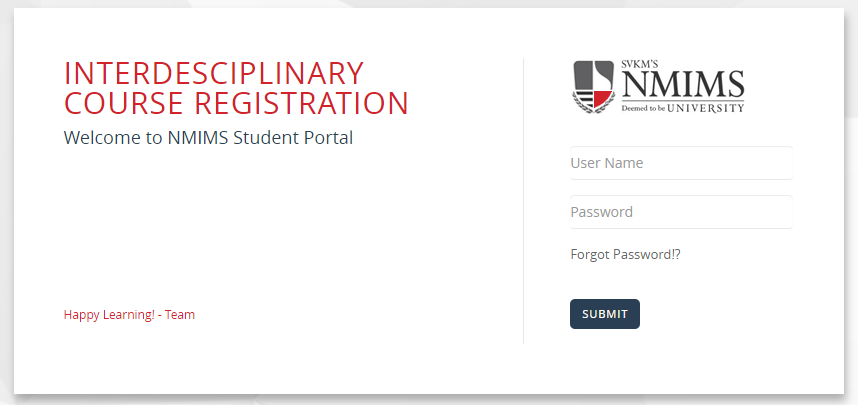 INTERDESCIPLINARY
COURSE REGISTRATION
Welcome to NMIMS Student Portal
Happy Learning! - Team
SVKM'S
NMIMS
Deemed to be UNIVERSITY
User Name
Password
Forgot Password!?
SUBMIT